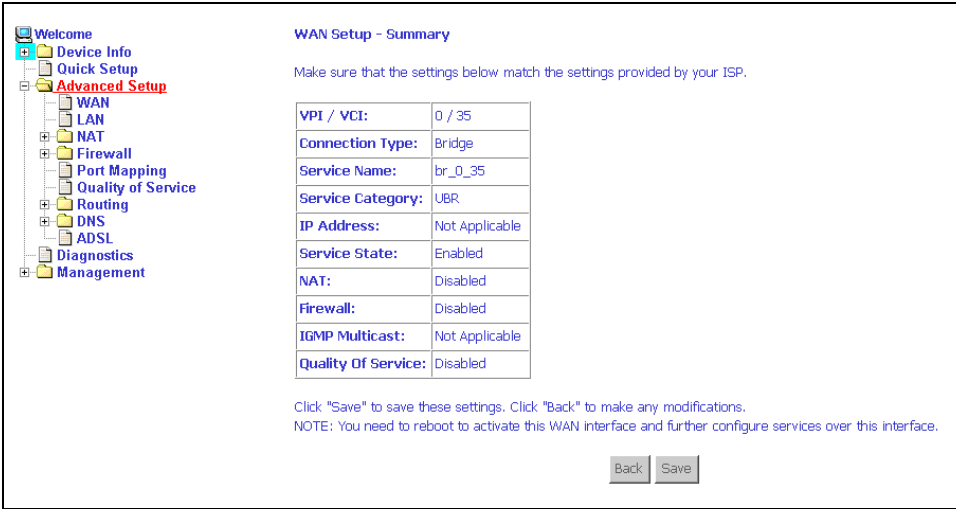 Welcome
Device Info
Quick Setup
Advanced Setup
WAN
LAN
NAT
Firewall
Port Mapping
Quality of Service
Routing
DNS
ADSL
Diagnostics
Management
WAN Setup - Summary
Make sure that the settings below match the settings provided by your ISP.
VPI / VCI: 0 / 35
Connection Type: Bridge
Service Name: br_0_35
Service Category: UBR
IP Address: Not Applicable
Service State: Enabled
NAT: Disabled
Firewall: Disabled
IGMP Multicast: Not Applicable
Quality Of Service: Disabled
Click "Save" to save these settings. Click "Back" to make any modifications.
NOTE: You need to reboot to activate this WAN interface and further configure services over this interface.
Back Save